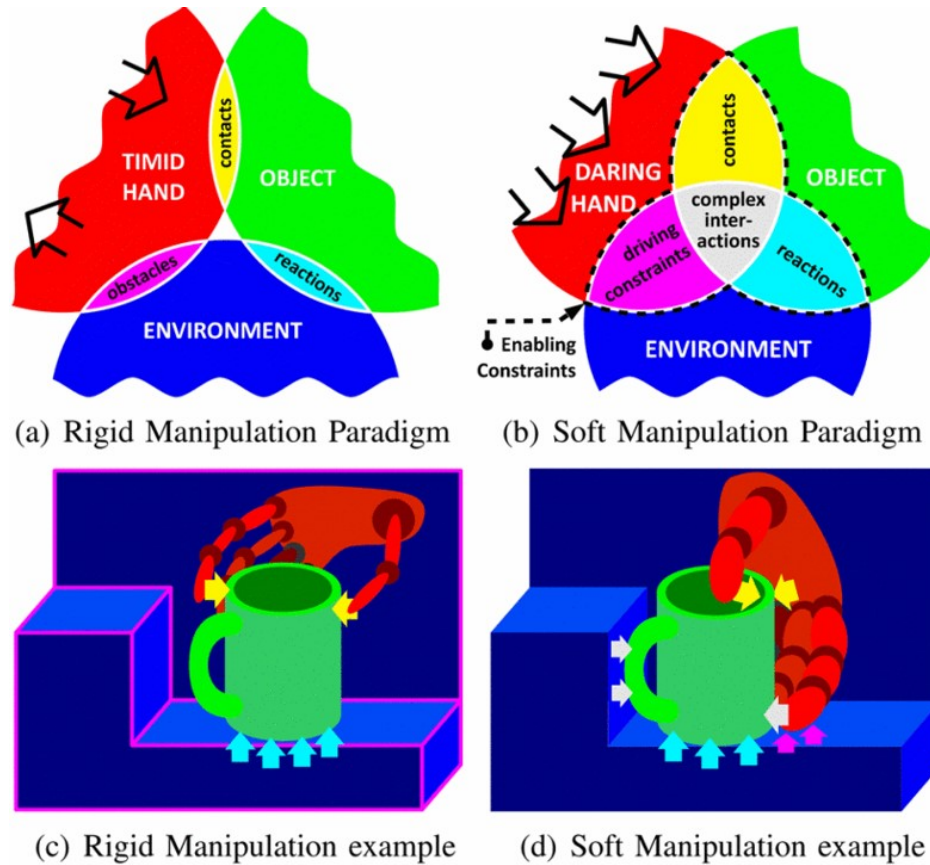 TIMID
HAND
contacts
OBJECT
obstacles
reactions
ENVIRONMENT
(a) Rigid Manipulation Paradigm
DARING
HAND
contacts
OBJECT
complex
inter-
actions
driving
constraints
reactions
ENVIRONMENT
Enabling
Constraints
(b) Soft Manipulation Paradigm
(c) Rigid Manipulation example
(d) Soft Manipulation example